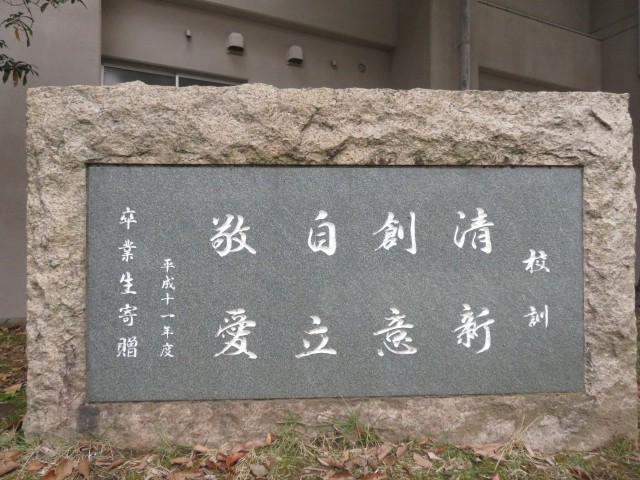 校訓
清新
創意
自立
敬愛
平成十一年度
卒業生寄贈